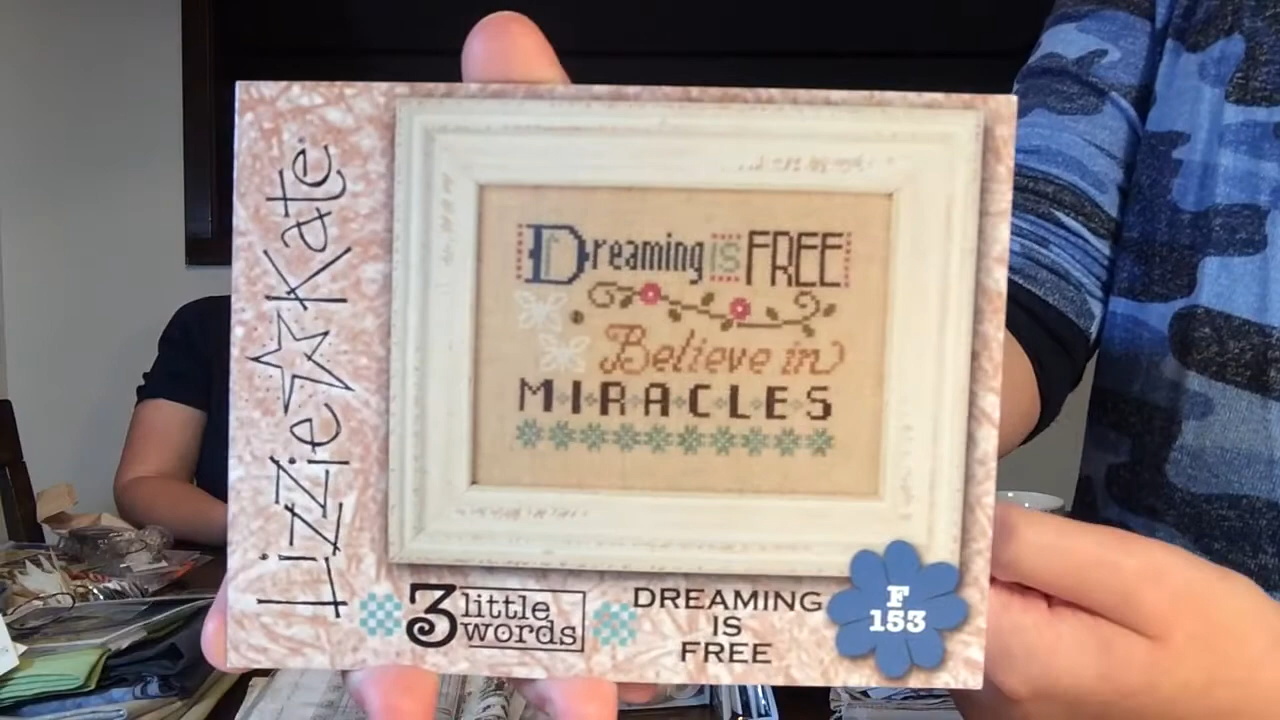 Lizzie Kate
Dreaming is FREE
Believe in
MIRACLES
3 little words
DREAMING
IS
FREE
F
153